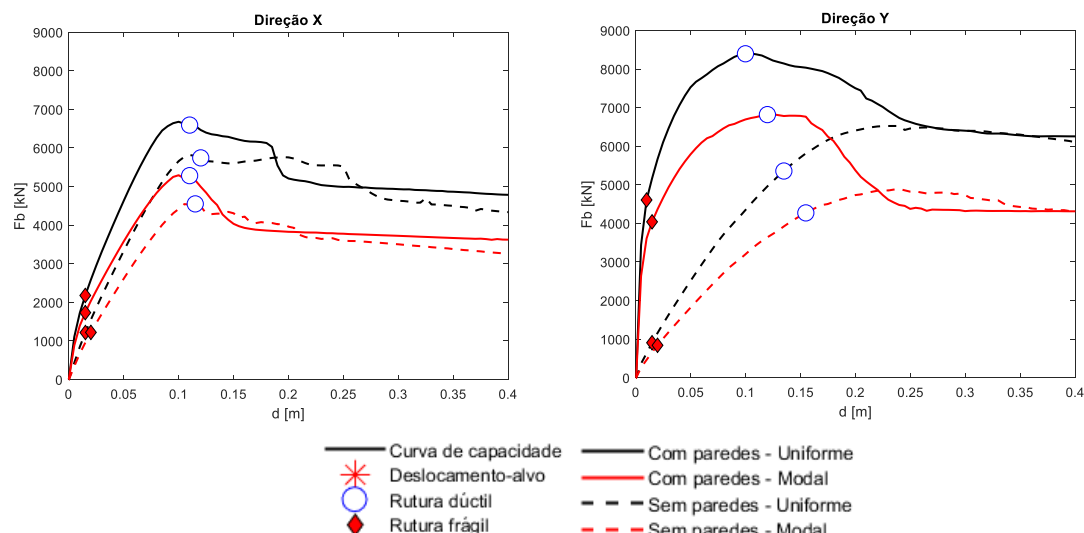 Direção X
9000
8000
7000
6000
5000
4000
3000
2000
1000
0
Fb [kN]
0 0.05 0.1 0.15 0.2 0.25 0.3 0.35 0.4
d [m]
Direção Y
9000
8000
7000
6000
5000
4000
3000
2000
1000
0
Fb [kN]
0 0.05 0.1 0.15 0.2 0.25 0.3 0.35 0.4
d [m]
Curva de capacidade
Deslocamento-alvo
Rutura dúctil
Rutura frágil
Com paredes - Uniforme
Com paredes - Modal
Sem paredes - Uniforme
Sem paredes - Modal